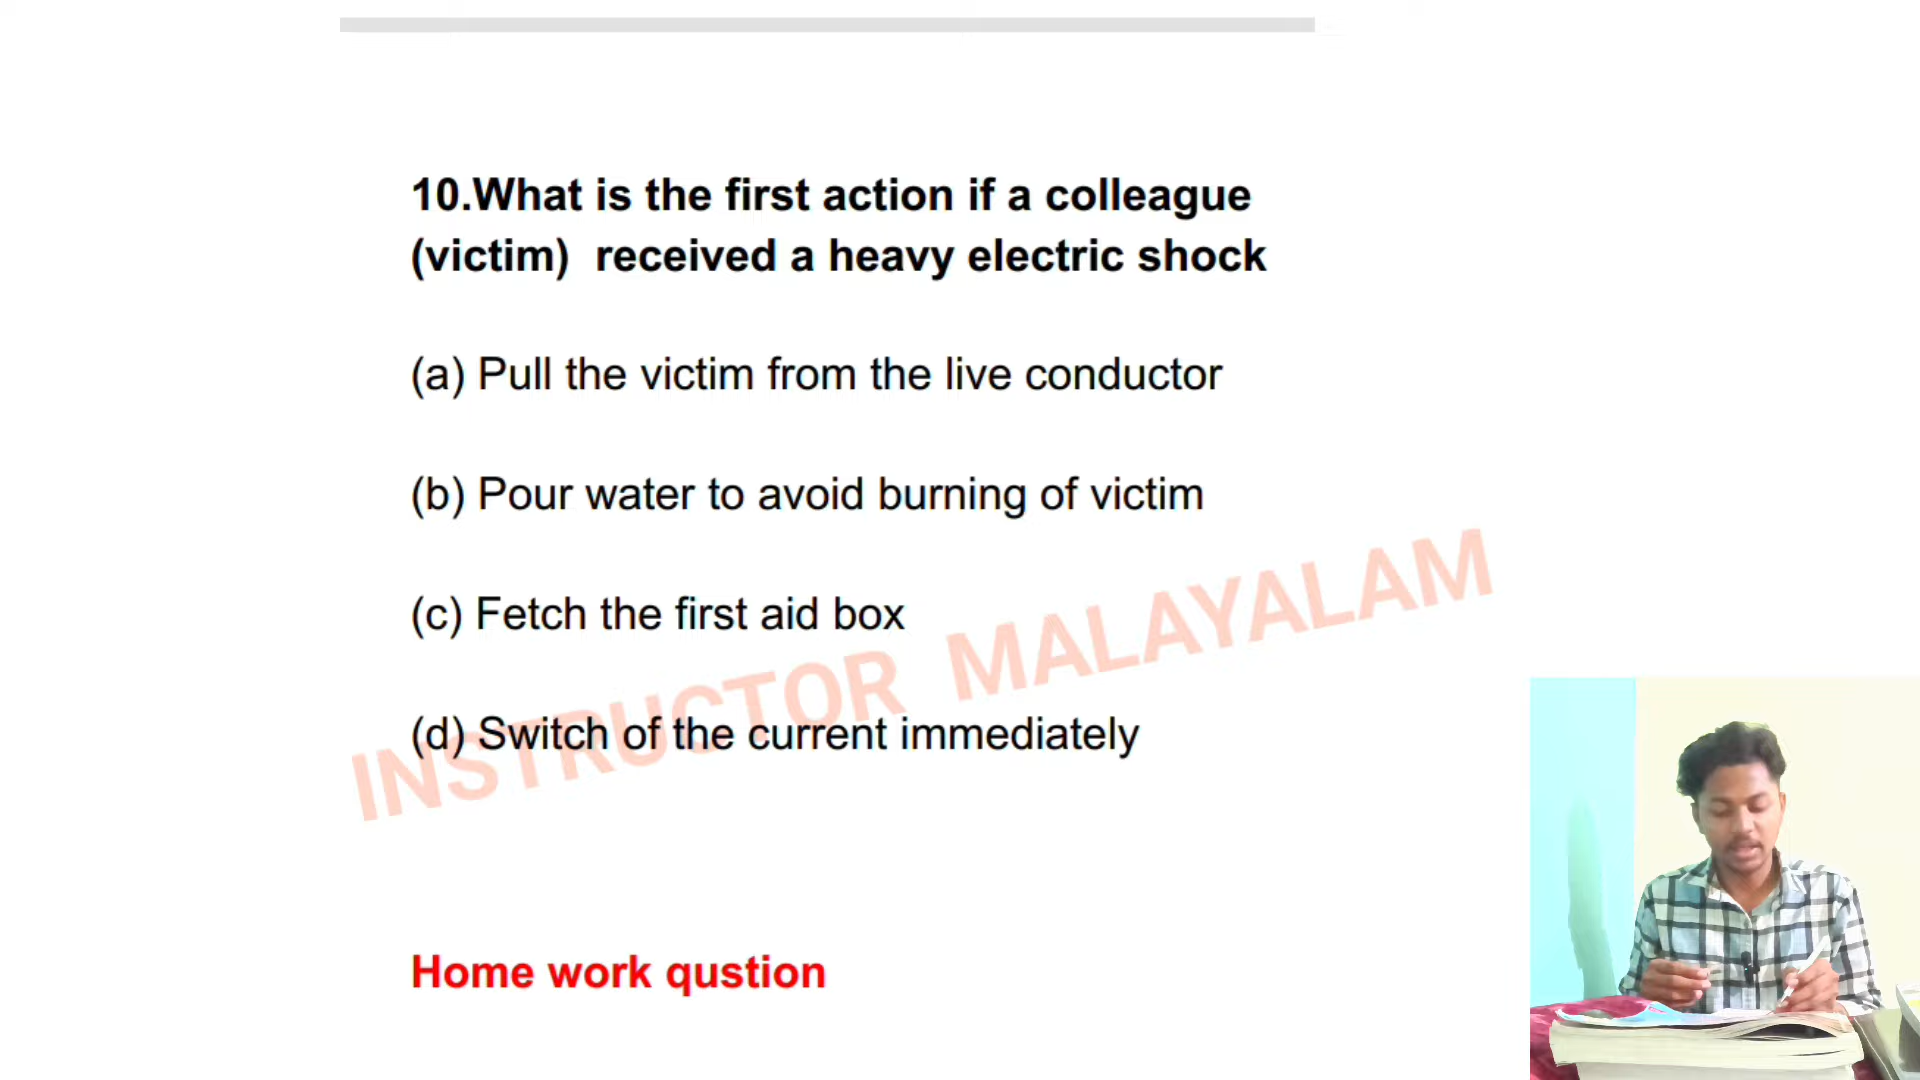 10.What is the first action if a colleague
(victim)  received a heavy electric shock
(a) Pull the victim from the live conductor
(b) Pour water to avoid burning of victim
(c) Fetch the first aid box
(d) Switch of the current immediately
INSTRUCTOR MALAYALAM
Home work qustion